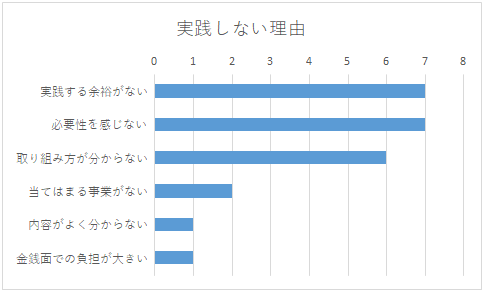 実践しない理由
0 1 2 3 4 5 6 7 8
実践する余裕がない
必要性を感じない
取り組み方が分からない
当てはまる事業がない
内容がよく分からない
金銭面での負担が大きい